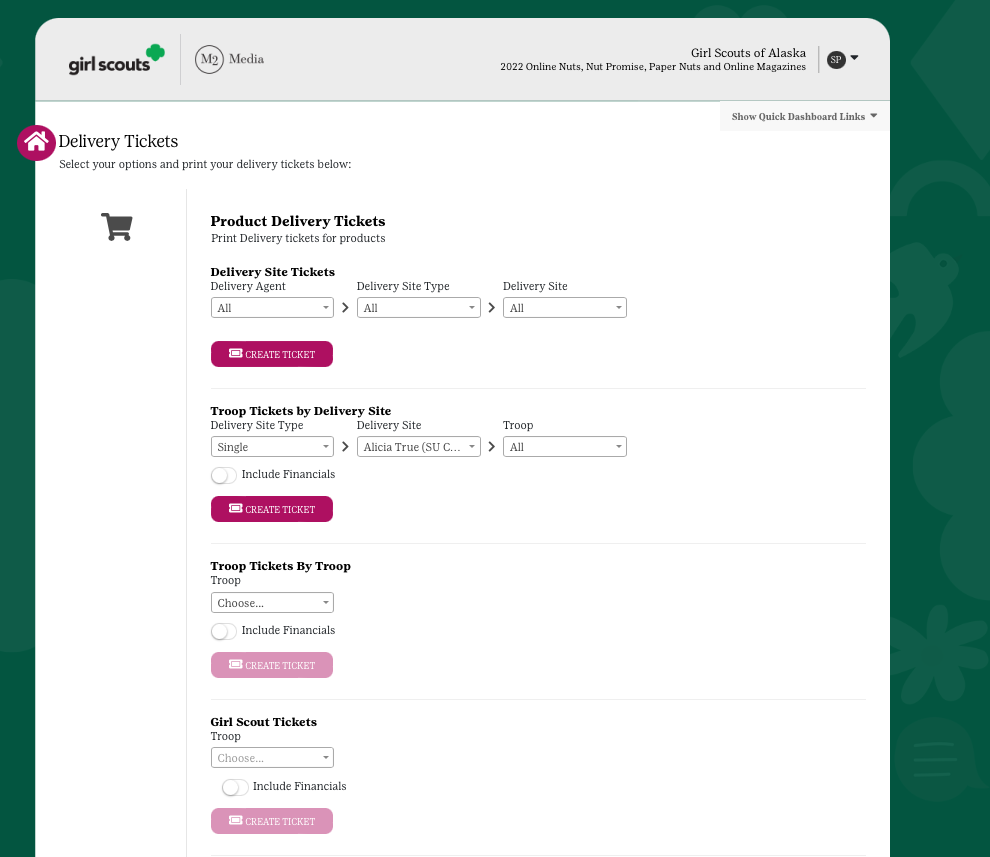 girl scouts
M2 Media
Girl Scouts of Alaska
2022 Online Nuts, Nut Promise, Paper Nuts and Online Magazines
SP
Show Quick Dashboard Links
Delivery Tickets
Select your options and print your delivery tickets below:
Product Delivery Tickets
Print Delivery tickets for products
Delivery Site Tickets
Delivery Agent Delivery Site Type Delivery Site
All All All
CREATE TICKET
Troop Tickets by Delivery Site
Delivery Site Type Delivery Site Troop
Single Alicia True (SU C... All
Include Financials
CREATE TICKET
Troop Tickets By Troop
Troop
Choose...
Include Financials
CREATE TICKET
Girl Scout Tickets
Troop
Choose...
Include Financials
CREATE TICKET